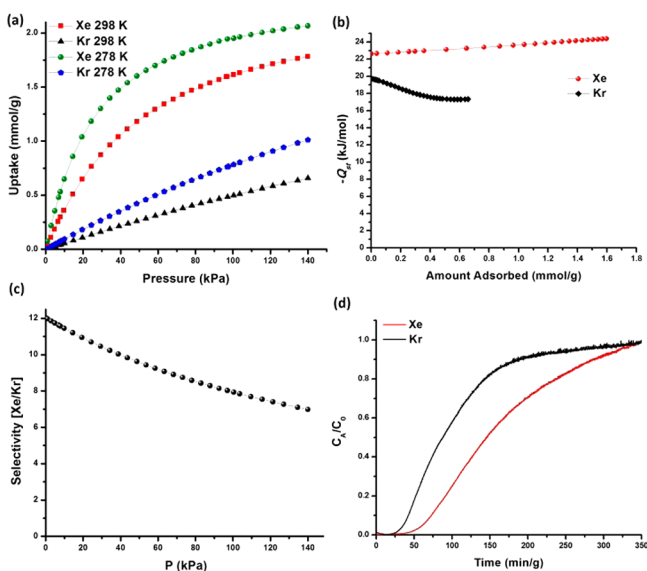 (a)
Xe 298 K
Kr 298 K
Xe 278 K
Kr 278 K
Uptake (mmol/g)
2.0
1.5
1.0
0.5
0.0
0 20 40 60 80 100 120 140
Pressure (kPa)
(b)
Xe
Kr
-Qst (kJ/mol)
26
24
22
20
18
16
14
12
10
8
6
4
2
0
0.0 0.2 0.4 0.6 0.8 1.0 1.2 1.4 1.6 1.8
Amount Adsorbed (mmol/g)
(c)
Selectivity [Xe/Kr]
12
10
8
6
4
2
0
0 20 40 60 80 100 120 140
P (kPa)
(d)
Xe
Kr
CA/C0
1.0
0.8
0.6
0.4
0.2
0.0
0 50 100 150 200 250 300 350
Time (min/g)